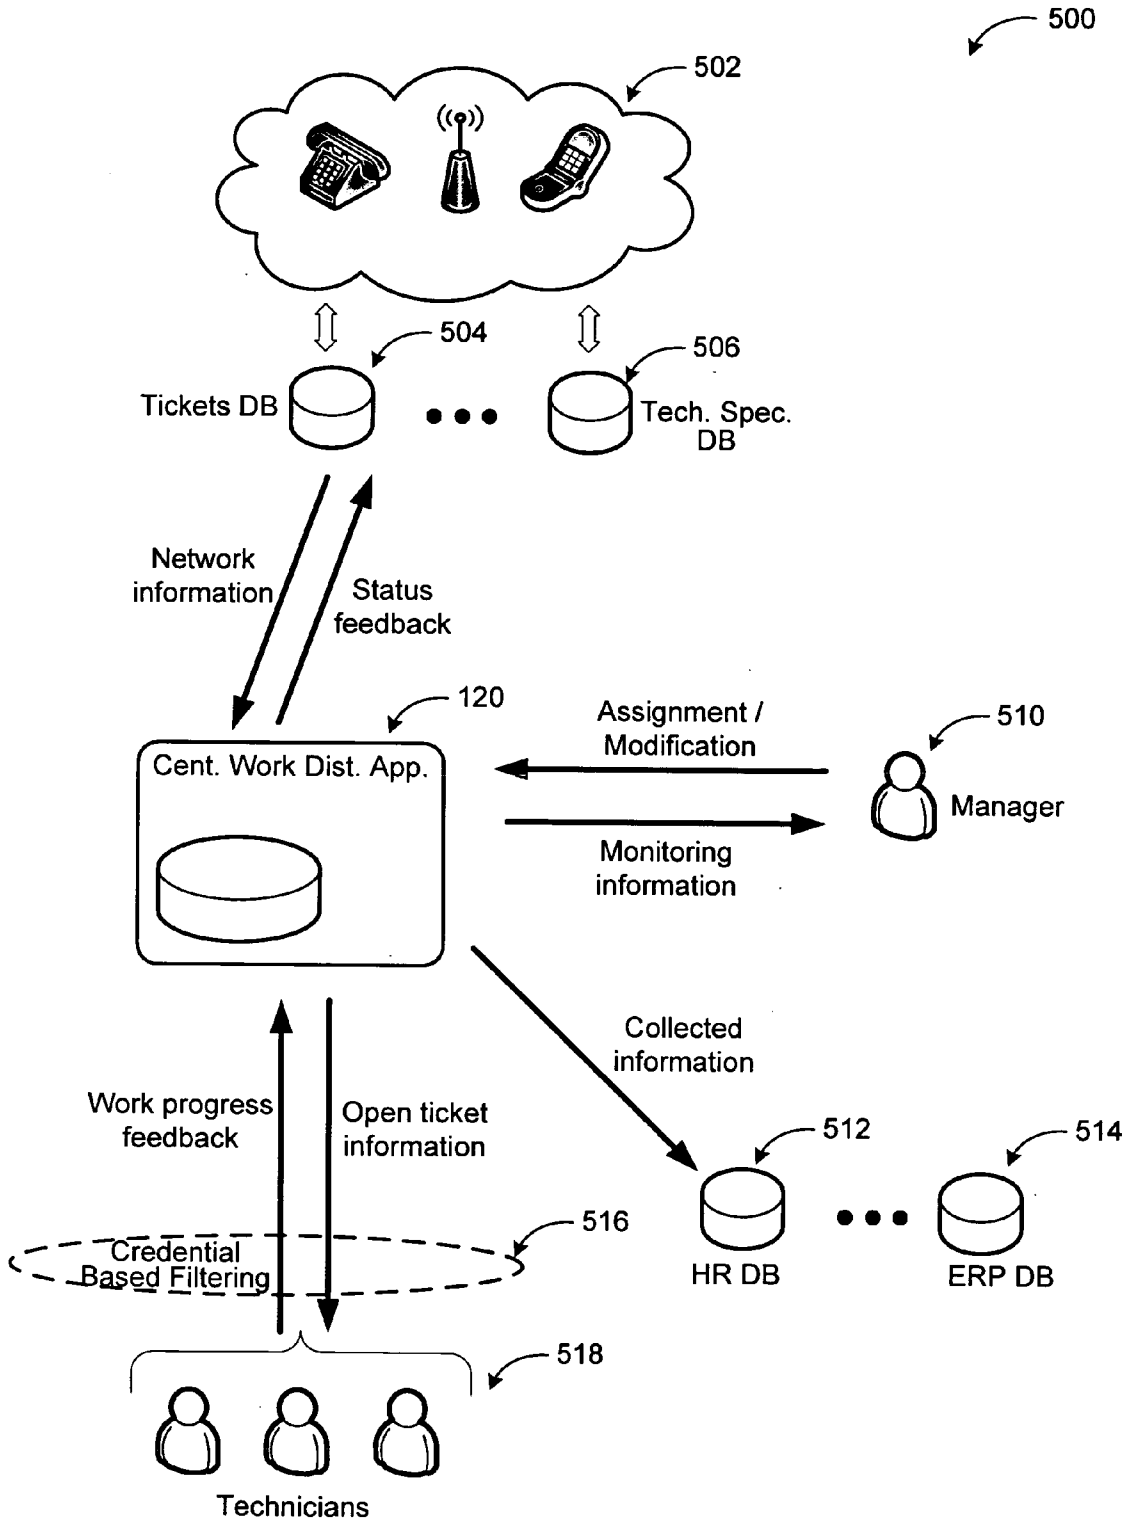 500
502
504
506
Tickets DB
Tech. Spec.
DB
Network
information
Status
feedback
120
Cent. Work Dist. App.
Assignment /
Modification
510
Manager
Monitoring
information
Collected
information
Work progress
feedback
Open ticket
information
512
514
HR DB
ERP DB
516
Credential
Based Filtering
518
Technicians